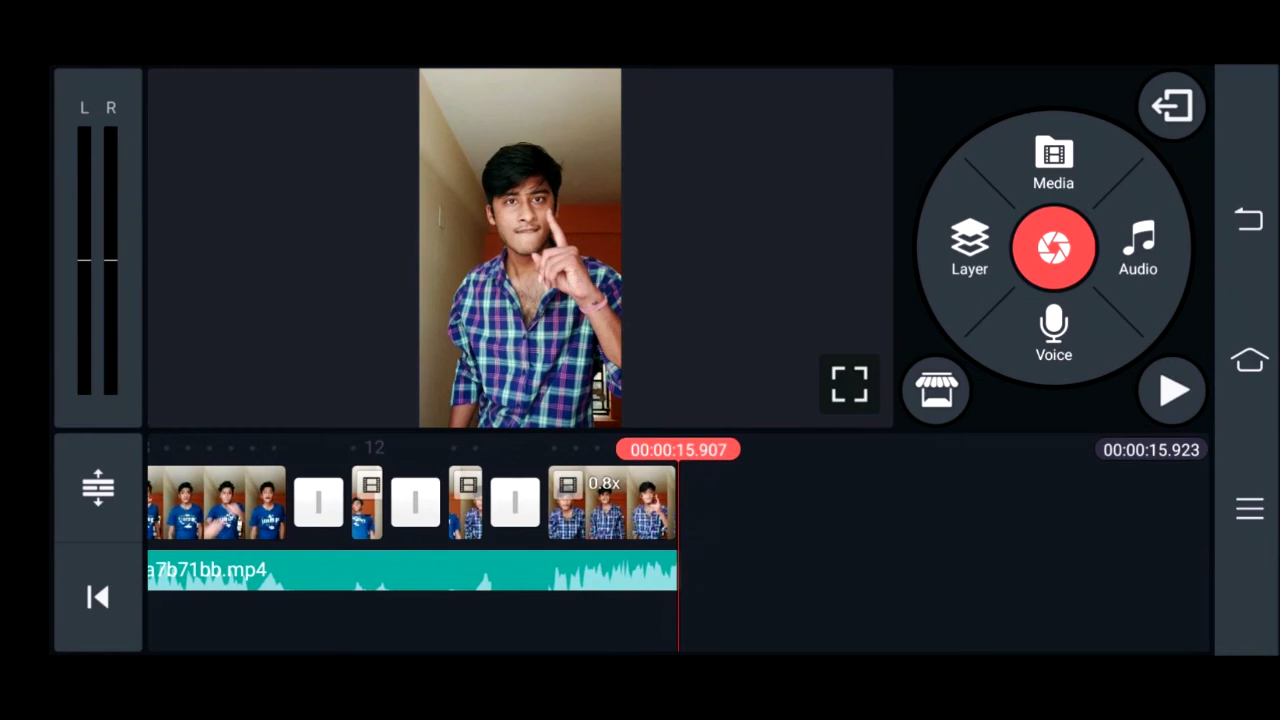 L R
Media
Layer
Audio
Voice
12
00:00:15.907
00:00:15.923
0.8x
a7b71bb.mp4